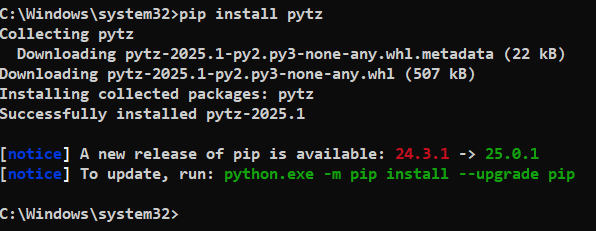 C:\Windows\system32>pip install pytz
Collecting pytz
  Downloading pytz-2025.1-py2.py3-none-any.whl.metadata (22 kB)
Downloading pytz-2025.1-py2.py3-none-any.whl (507 kB)
Installing collected packages: pytz
Successfully installed pytz-2025.1

[notice] A new release of pip is available: 24.3.1 -> 25.0.1
[notice] To update, run: python.exe -m pip install --upgrade pip

C:\Windows\system32>